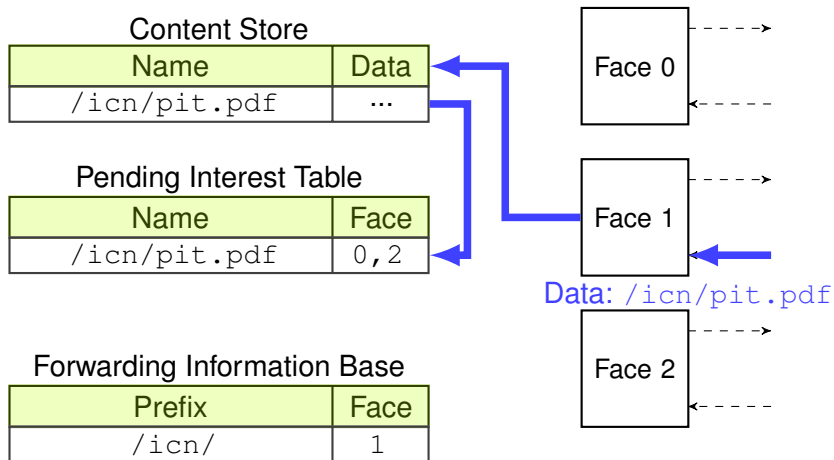 Content Store
Name Data
/icn/pit.pdf ...
Pending Interest Table
Name Face
/icn/pit.pdf 0,2
Forwarding Information Base
Prefix Face
/icn/ 1
Face 0
Face 1
Data: /icn/pit.pdf
Face 2